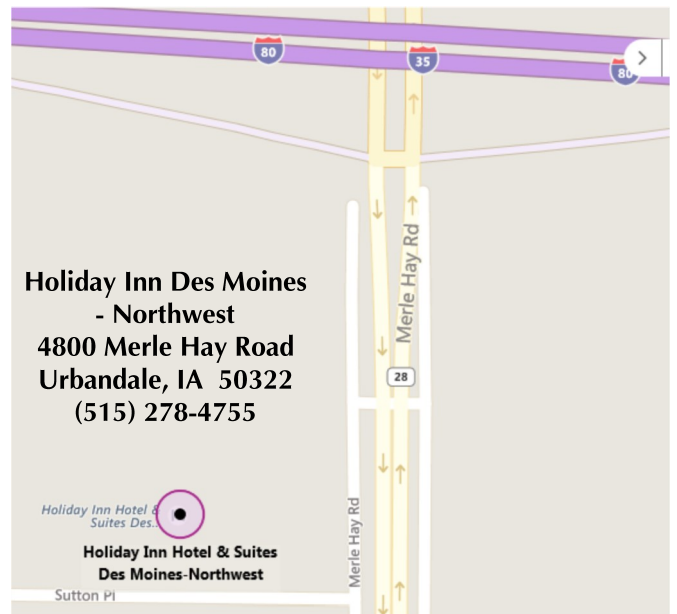 80
35
80
Merle Hay Rd
Holiday Inn Des Moines
- Northwest
4800 Merle Hay Road
Urbandale, IA  50322
(515) 278-4755
28
Merle Hay Rd
Holiday Inn Hotel &
Suites Des..
Holiday Inn Hotel & Suites
Des Moines-Northwest
Sutton Pl